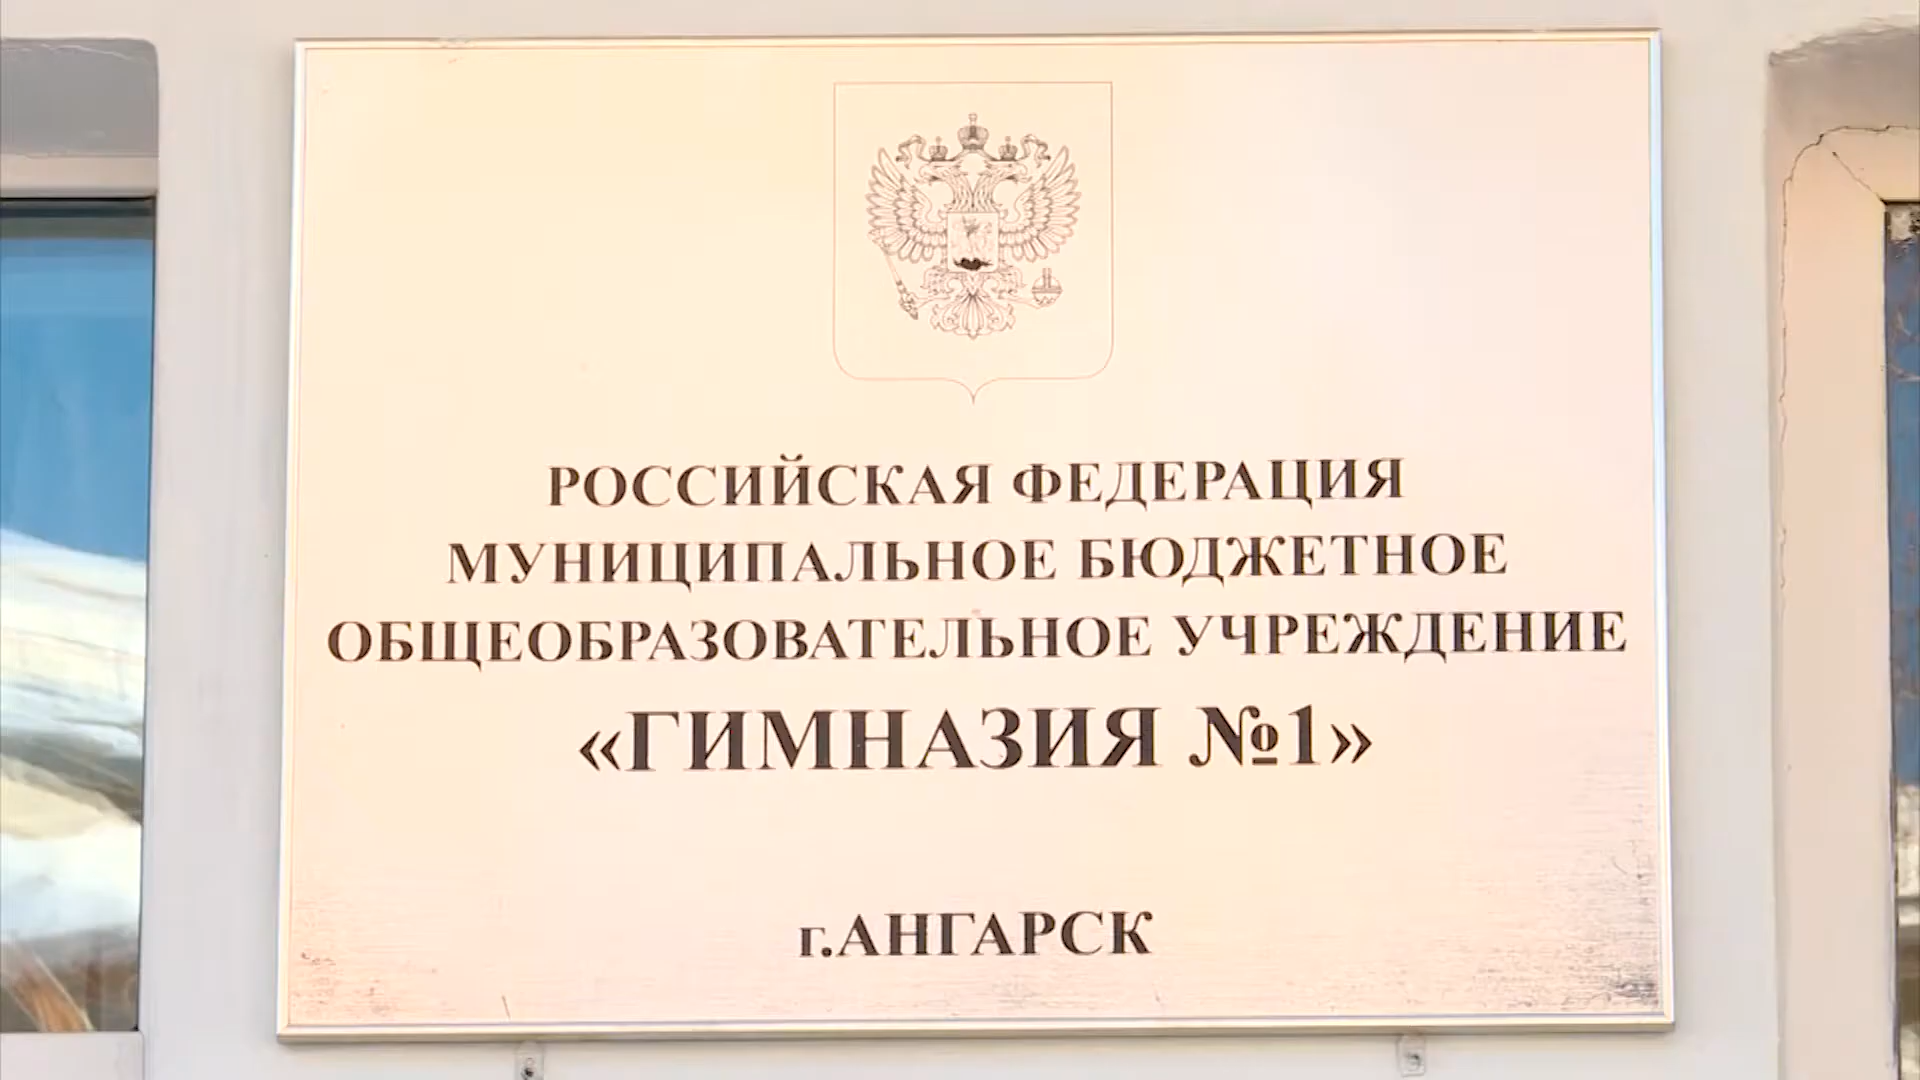 РОССИЙСКАЯ ФЕДЕРАЦИЯ
МУНИЦИПАЛЬНОЕ БЮДЖЕТНОЕ
ОБЩЕОБРАЗОВАТЕЛЬНОЕ УЧРЕЖДЕНИЕ
«ГИМНАЗИЯ №1»
г.АНГАРСК